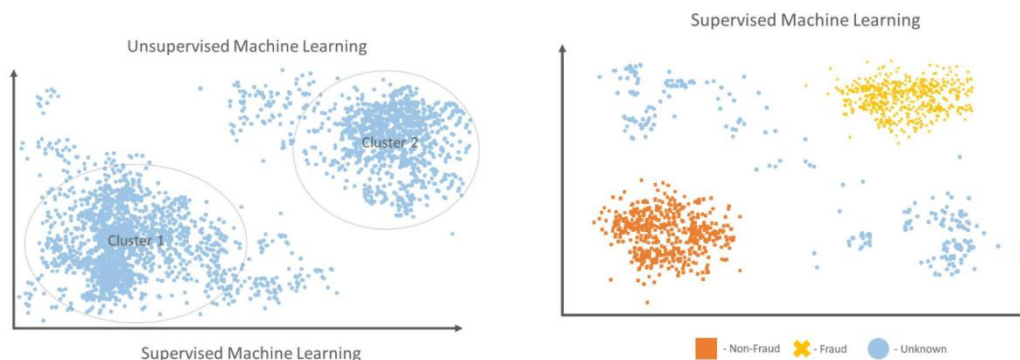 Unsupervised Machine Learning
Cluster 2
Cluster 1
Supervised Machine Learning
Supervised Machine Learning
- Non-Fraud
- Fraud
- Unknown